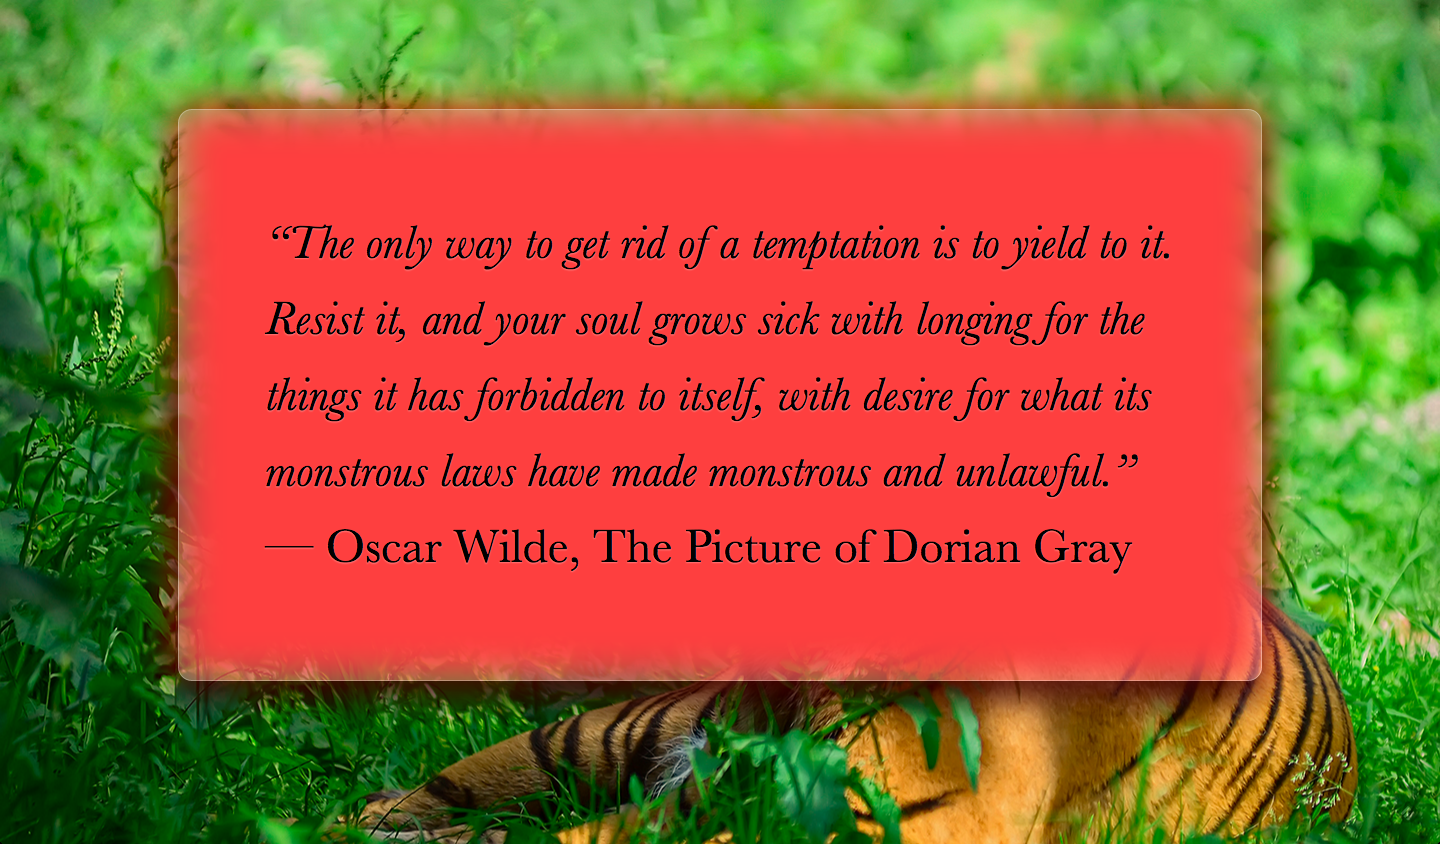 “The only way to get rid of a temptation is to yield to it.
Resist it, and your soul grows sick with longing for the
things it has forbidden to itself, with desire for what its
monstrous laws have made monstrous and unlawful.”
— Oscar Wilde, The Picture of Dorian Gray